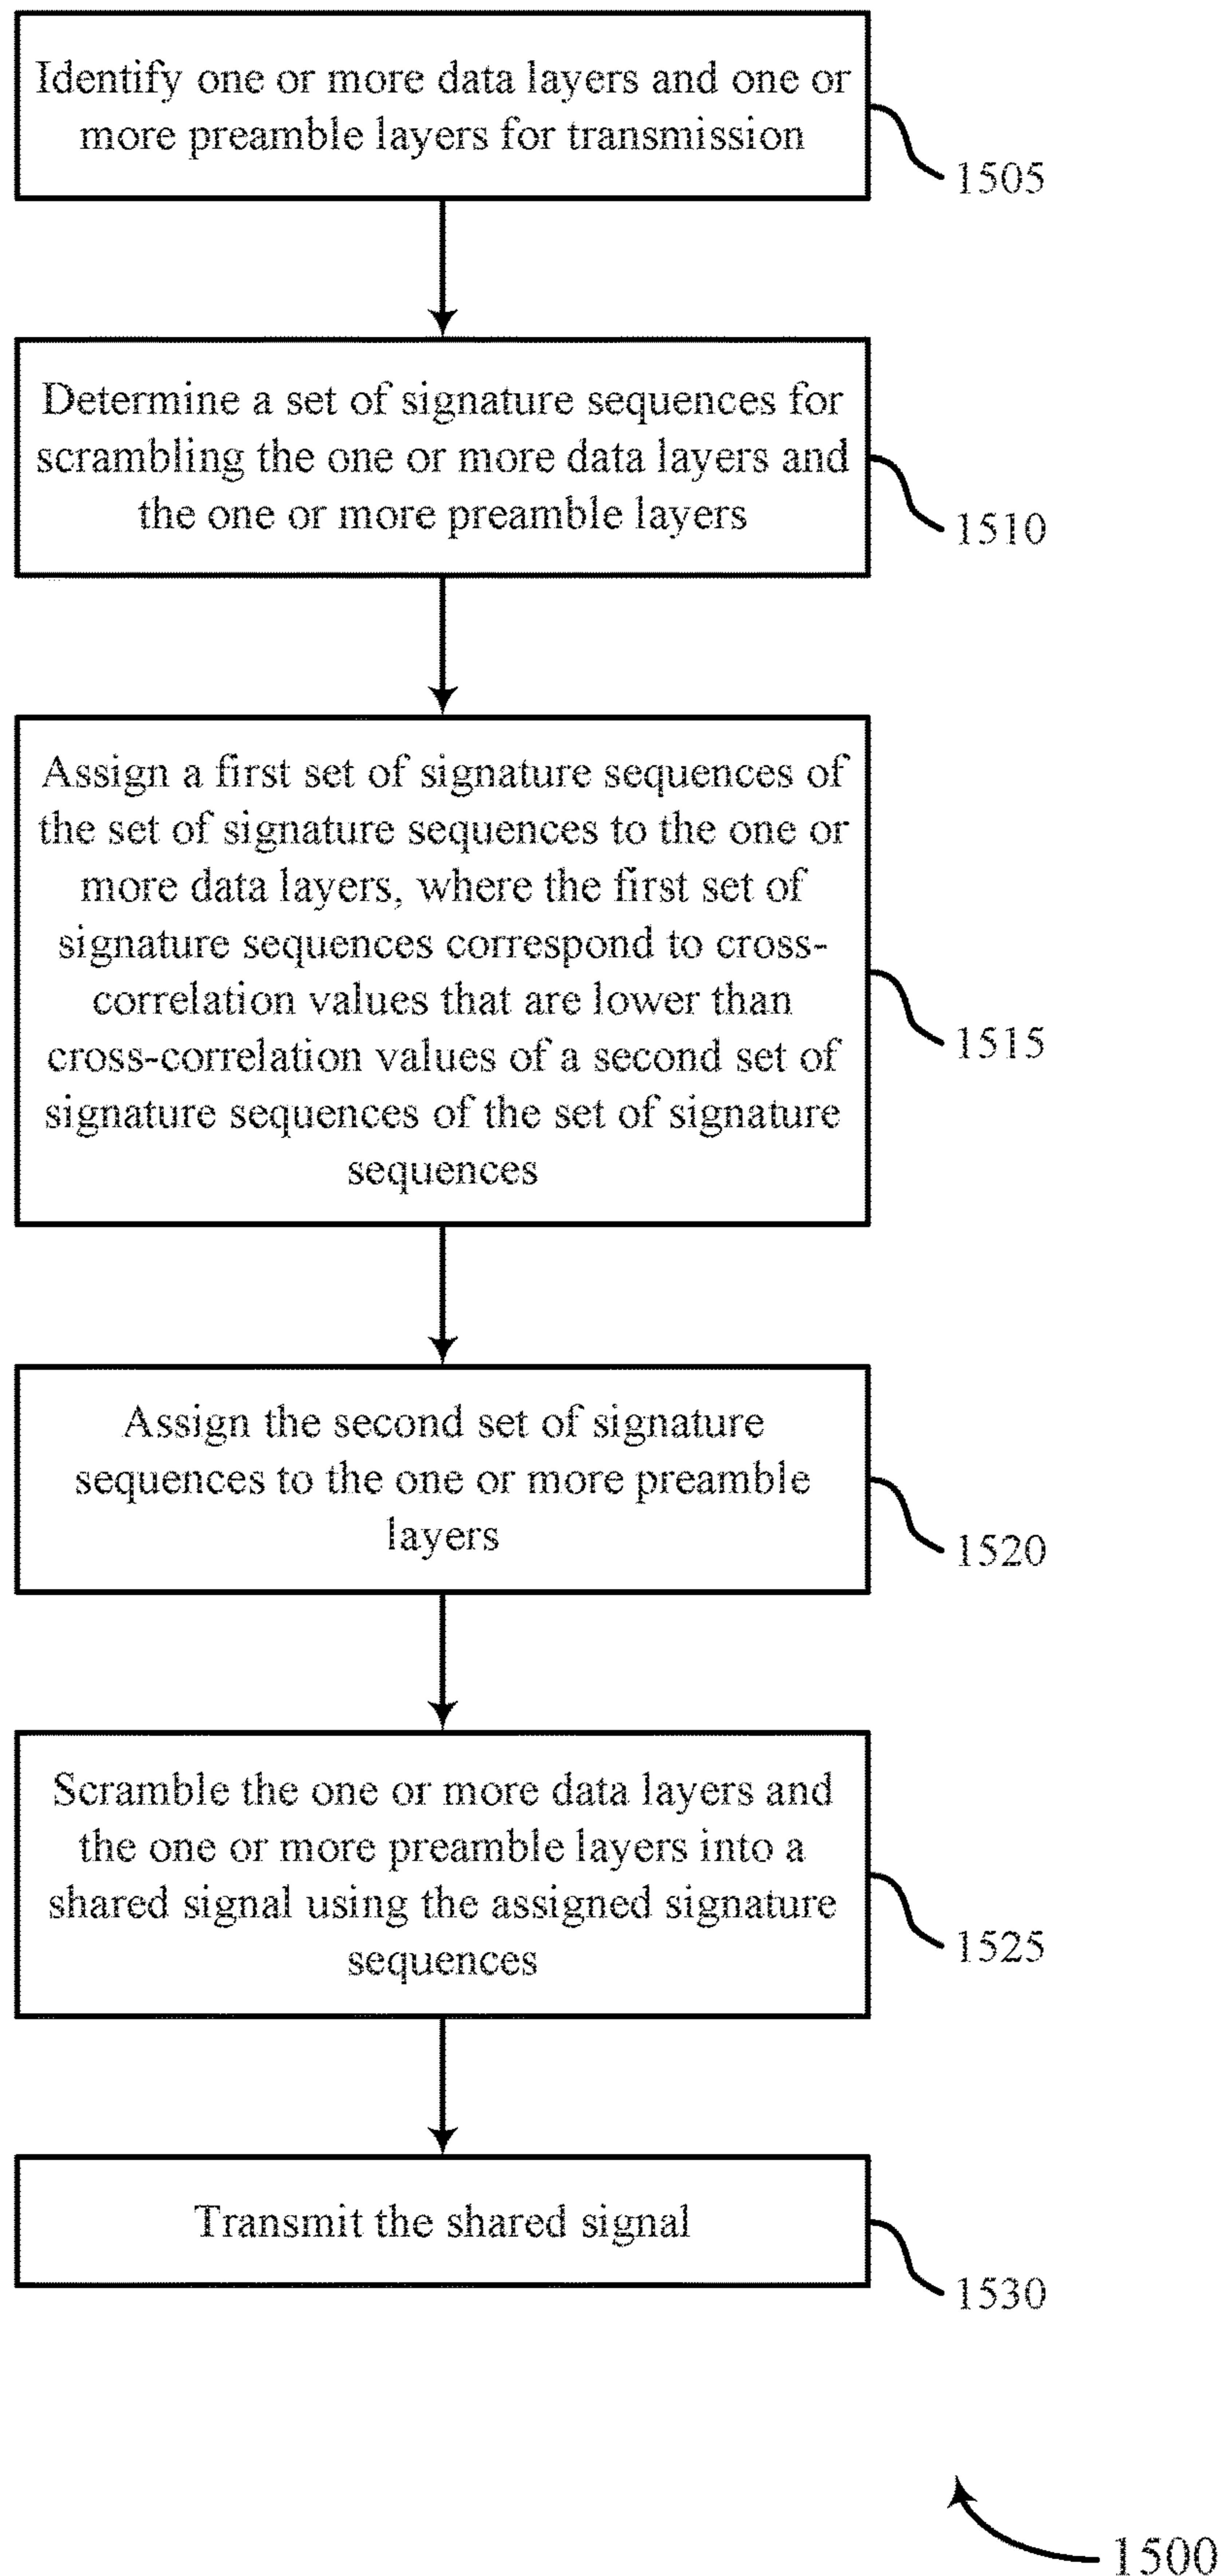 Identify one or more data layers and one or
more preamble layers for transmission
1505
Determine a set of signature sequences for
scrambling the one or more data layers and
the one or more preamble layers
1510
Assign a first set of signature sequences of
the set of signature sequences to the one or
more data layers, where the first set of
signature sequences correspond to cross-
correlation values that are lower than
cross-correlation values of a second set of
signature sequences of the set of signature
sequences
1515
Assign the second set of signature
sequences to the one or more preamble
layers
1520
Scramble the one or more data layers and
the one or more preamble layers into a
shared signal using the assigned signature
sequences
1525
Transmit the shared signal
1530
1500